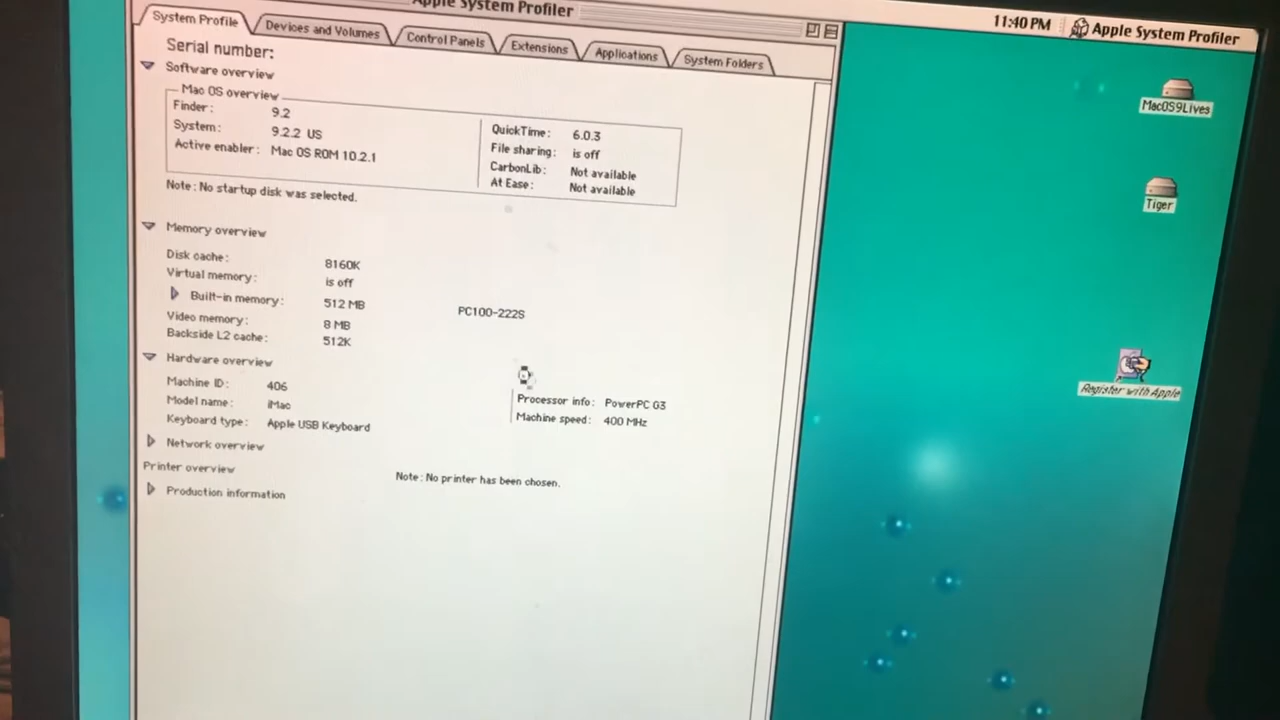 Apple System Profiler
11:40 PM Apple System Profiler
System Profile Devices and Volumes Control Panels Extensions Applications System Folders
Serial number:
Software overview
Mac OS overview
Finder: 9.2
System: 9.2.2 US
Active enabler: Mac OS ROM 10.2.1
QuickTime: 6.0.3
File sharing: is off
CarbonLib: Not available
At Ease: Not available
Note: No startup disk was selected.
Memory overview
Disk cache: 8160K
Virtual memory: is off
Built-in memory: 512 MB PC100-222S
Video memory: 8 MB
Backside L2 cache: 512K
Hardware overview
Machine ID: 406
Model name: iMac
Keyboard type: Apple USB Keyboard
Processor info: PowerPC G3
Machine speed: 400 MHz
Network overview
Printer overview
Note: No printer has been chosen.
Production information
MacOS9Lives
Tiger
Register with Apple